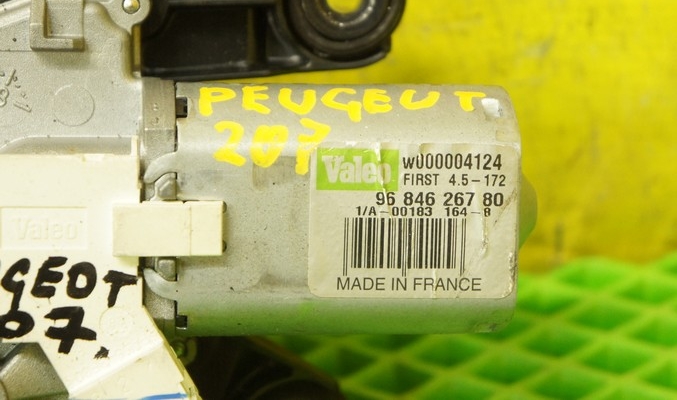 PEUGEUT
207
Valeo
W000004124
FIRST 4.5-172
96 846 267 80
1/A-00183 164-8
MADE IN FRANCE
Valeo
GEOT
07